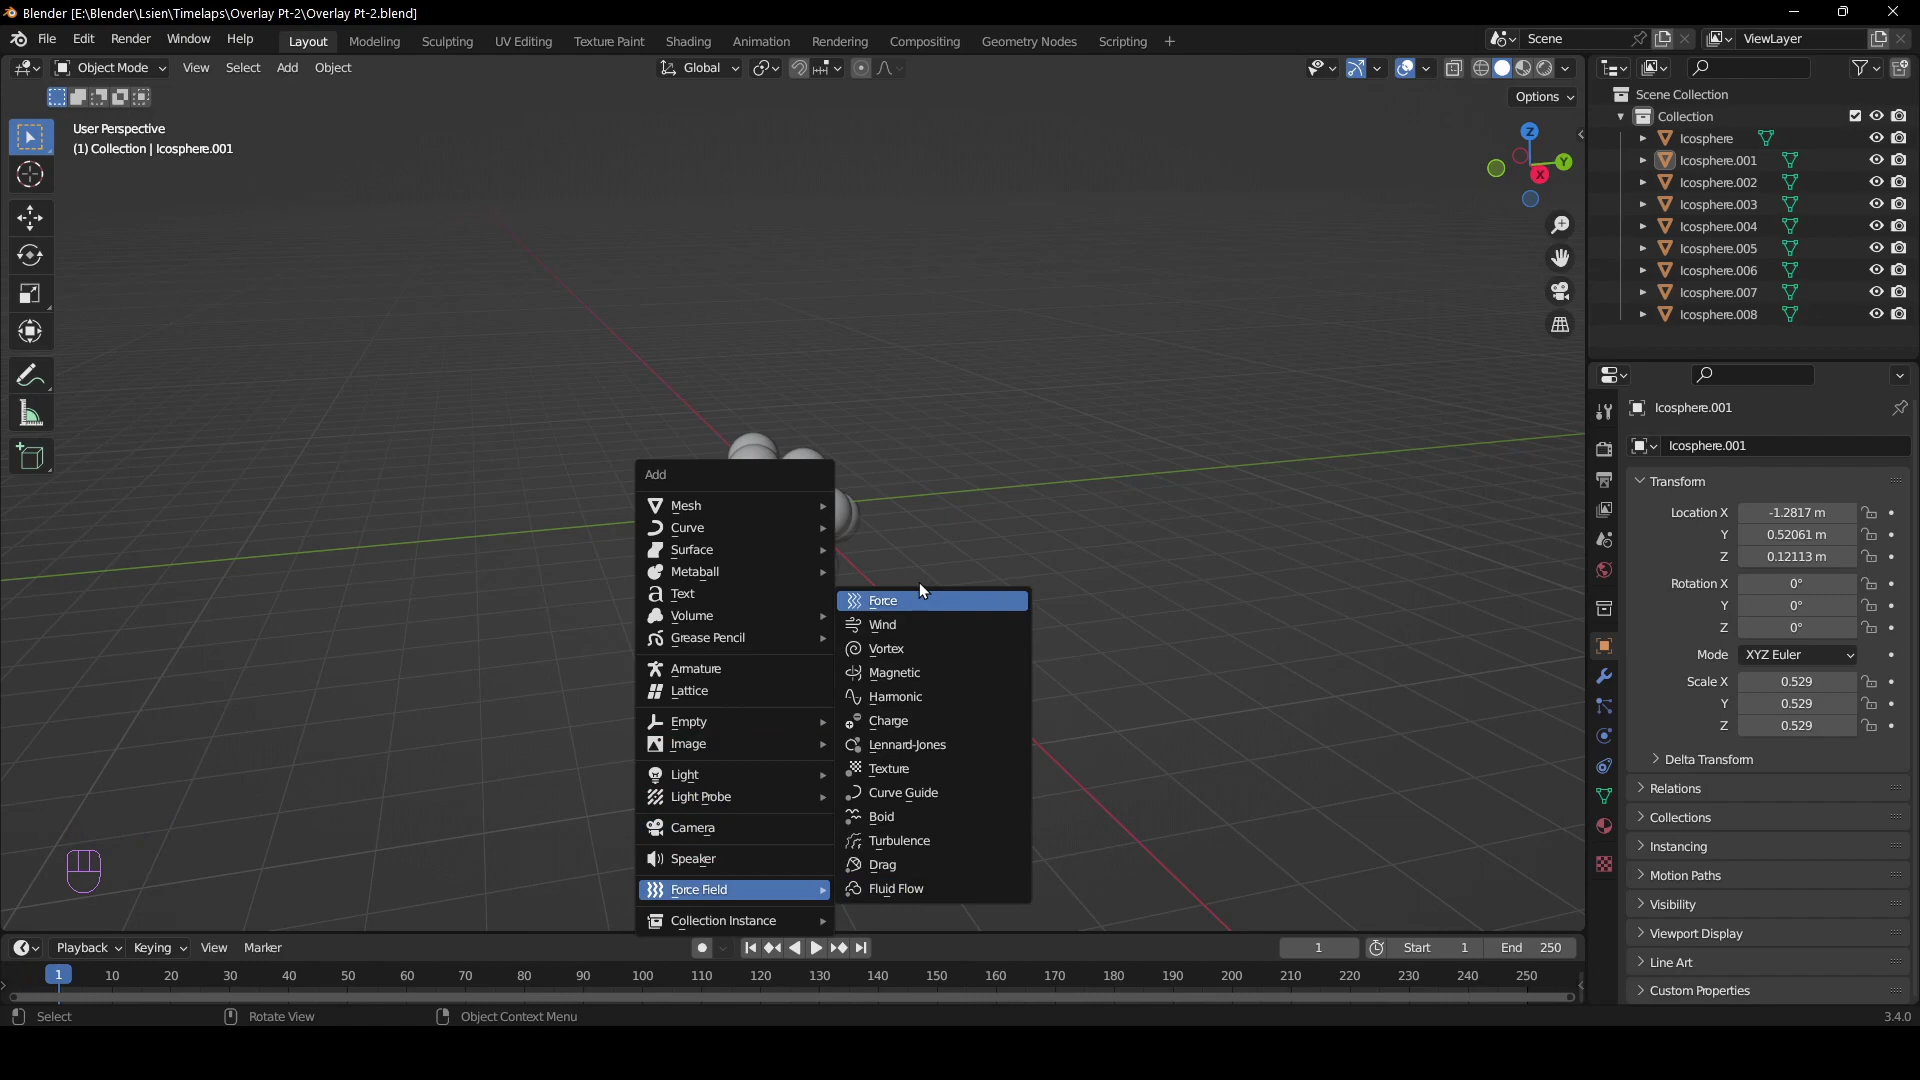 Blender [E:\Blender\Lsien\Timelaps\Overlay Pt-2\Overlay Pt-2.blend]
File Edit Render Window Help Layout Modeling Sculpting UV Editing Texture Paint Shading Animation Rendering Compositing Geometry Nodes Scripting + Scene ViewLayer
Object Mode View Select Add Object Global
Options
User Perspective
(1) Collection | Icosphere.001
Z
Y
X
Scene Collection
Collection
Icosphere
Icosphere.001
Icosphere.002
Icosphere.003
Icosphere.004
Icosphere.005
Icosphere.006
Icosphere.007
Icosphere.008
Add
Mesh
Curve
Surface
Metaball
Text
Volume
Grease Pencil
Armature
Lattice
Empty
Image
Light
Light Probe
Camera
Speaker
Force Field
Collection Instance
Force
Wind
Vortex
Magnetic
Harmonic
Charge
Lennard-Jones
Texture
Curve Guide
Boid
Turbulence
Drag
Fluid Flow
Icosphere.001
Icosphere.001
Transform
Location X -1.2817 m
Y 0.52061 m
Z 0.12113 m
Rotation X 0°
Y 0°
Z 0°
Mode XYZ Euler
Scale X 0.529
Y 0.529
Z 0.529
Delta Transform
Relations
Collections
Instancing
Motion Paths
Visibility
Viewport Display
Line Art
Custom Properties
Playback Keying View Marker 1 Start 1 End 250
1 10 20 30 40 50 60 70 80 90 100 110 120 130 140 150 160 170 180 190 200 210 220 230 240 250
Select Rotate View Object Context Menu 3.4.0